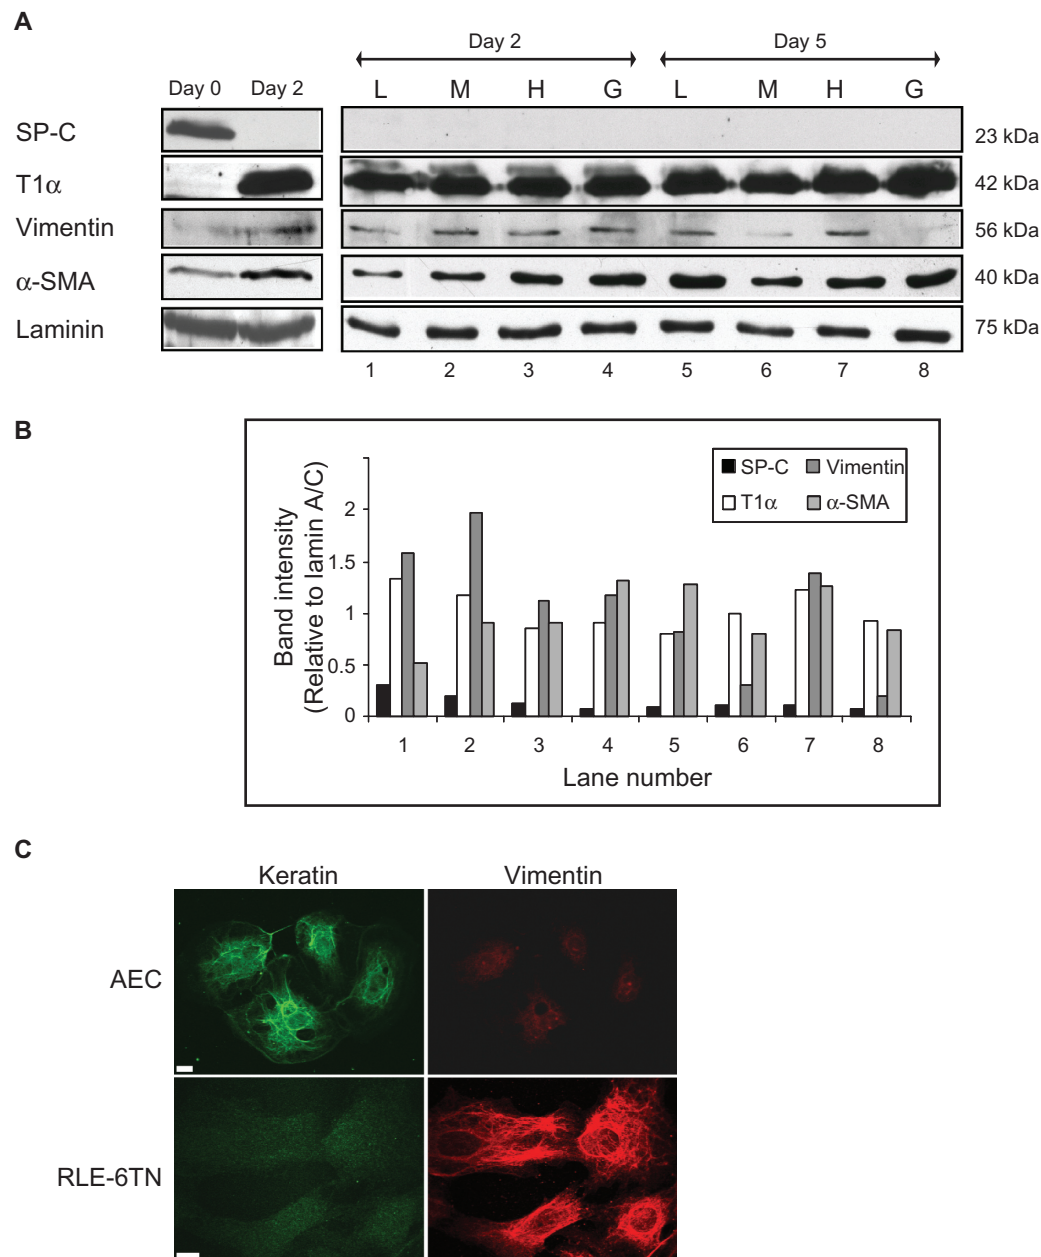 A
Day 2 Day 5
Day 0 Day 2 L M H G L M H G
SP-C 23 kDa
T1α 42 kDa
Vimentin 56 kDa
α-SMA 40 kDa
Laminin 75 kDa
1 2 3 4 5 6 7 8
B
Band intensity
(Relative to lamin A/C)
SP-C Vimentin
T1α α-SMA
2
1.5
1
0.5
0
1 2 3 4 5 6 7 8
Lane number
C
Keratin Vimentin
AEC
RLE-6TN